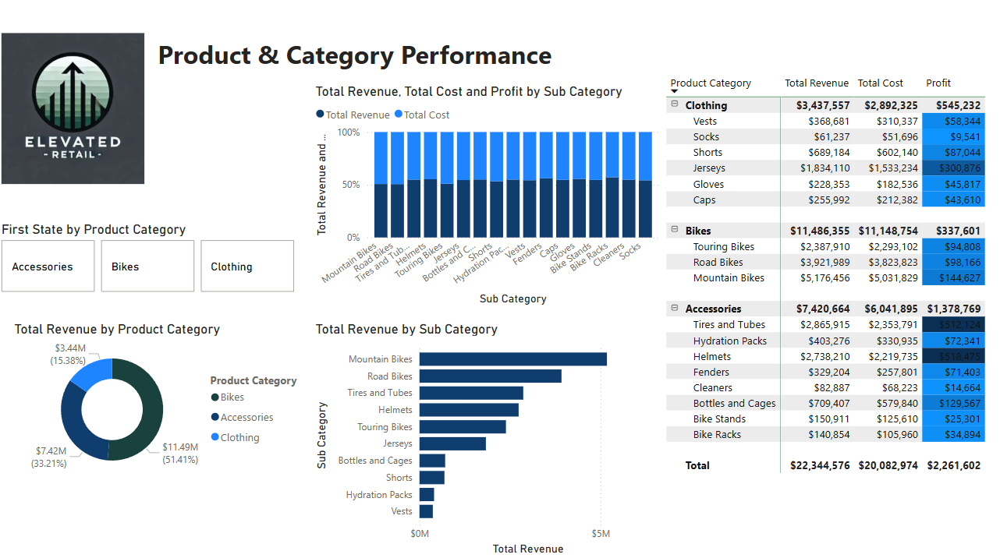 ELEVATED
- RETAIL -
Product & Category Performance
First State by Product Category
Accessories
Bikes
Clothing
Total Revenue by Product Category
$3.44M
(15.38%)
$7.42M
(33.21%)
$11.49M
(51.41%)
Product Category
Bikes
Accessories
Clothing
Total Revenue, Total Cost and Profit by Sub Category
Total Revenue Total Cost
Total Revenue and ...
100%
50%
0%
Mountain Bikes
Road Bikes
Tires and Tub...
Helmets
Touring Bikes
Jerseys
Bottles and C...
Shorts
Hydration Pac...
Vests
Fenders
Caps
Gloves
Bike Stands
Bike Racks
Cleaners
Socks
Sub Category
Total Revenue by Sub Category
Sub Category
Mountain Bikes
Road Bikes
Tires and Tubes
Helmets
Touring Bikes
Jerseys
Bottles and Cages
Shorts
Hydration Packs
Vests
$0M $5M
Total Revenue
Product Category Total Revenue Total Cost Profit
Clothing $3,437,557 $2,892,325 $545,232
Vests $368,681 $310,337 $58,344
Socks $61,237 $51,696 $9,541
Shorts $689,184 $602,140 $87,044
Jerseys $1,834,110 $1,533,234 $300,876
Gloves $228,353 $182,536 $45,817
Caps $255,992 $212,382 $43,610
Bikes $11,486,355 $11,148,754 $337,601
Touring Bikes $2,387,910 $2,293,102 $94,808
Road Bikes $3,921,989 $3,823,823 $98,166
Mountain Bikes $5,176,456 $5,031,829 $144,627
Accessories $7,420,664 $6,041,895 $1,378,769
Tires and Tubes $2,865,915 $2,353,791 $512,124
Hydration Packs $403,276 $330,935 $72,341
Helmets $2,738,210 $2,219,735 $518,475
Fenders $329,204 $257,801 $71,403
Cleaners $82,887 $68,223 $14,664
Bottles and Cages $709,407 $579,840 $129,567
Bike Stands $150,911 $125,610 $25,301
Bike Racks $140,854 $105,960 $34,894
Total $22,344,576 $20,082,974 $2,261,602